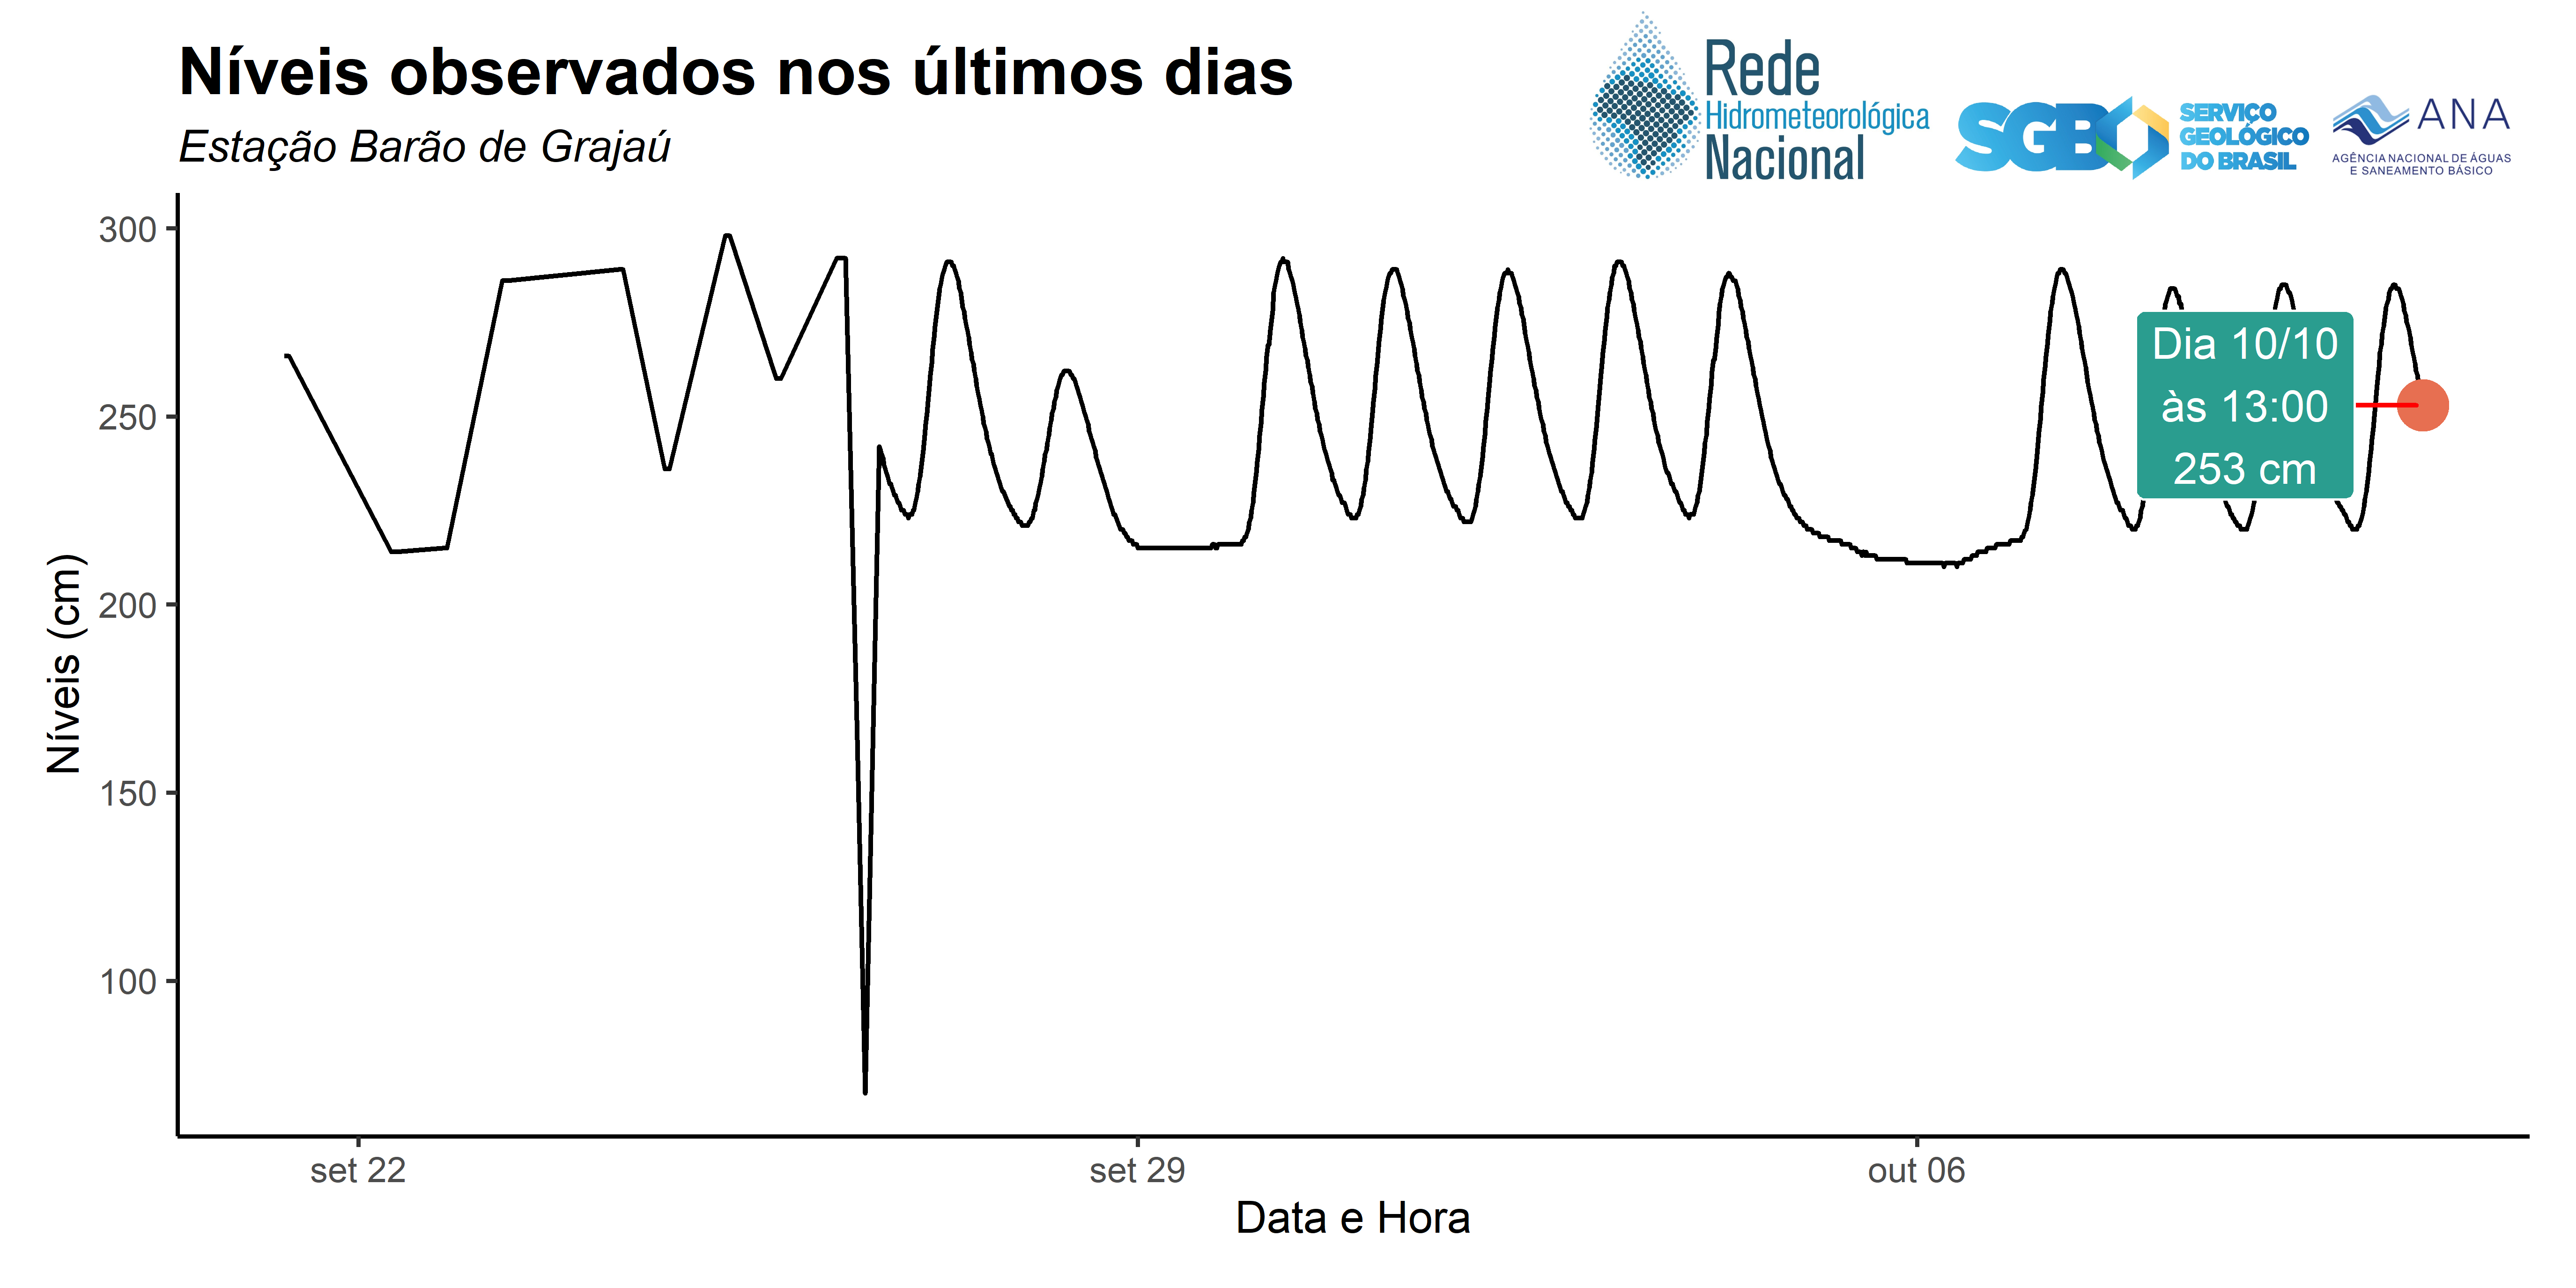 Níveis observados nos últimos dias
Estação Barão de Grajaú
Rede
Hidrometeorológica
Nacional
SGB
SERVIÇO
GEOLÓGICO
DO BRASIL
ANA
AGÊNCIA NACIONAL DE ÁGUAS
E SANEAMENTO BÁSICO
Níveis (cm)
300
250
200
150
100
Dia 10/10
às 13:00
253 cm
set 22
set 29
out 06
Data e Hora